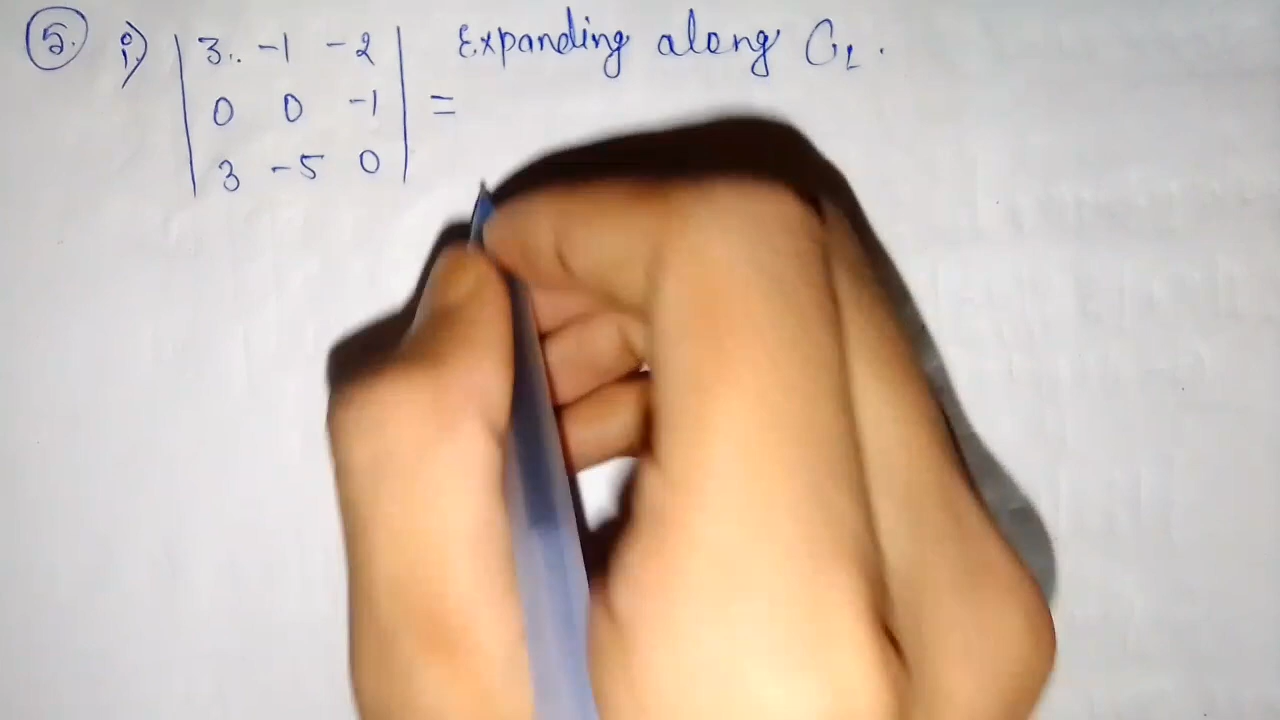 5. i) | 3 -1 -2 | Expanding along C1.
| 0 0 -1 | =
| 3 -5 0 |